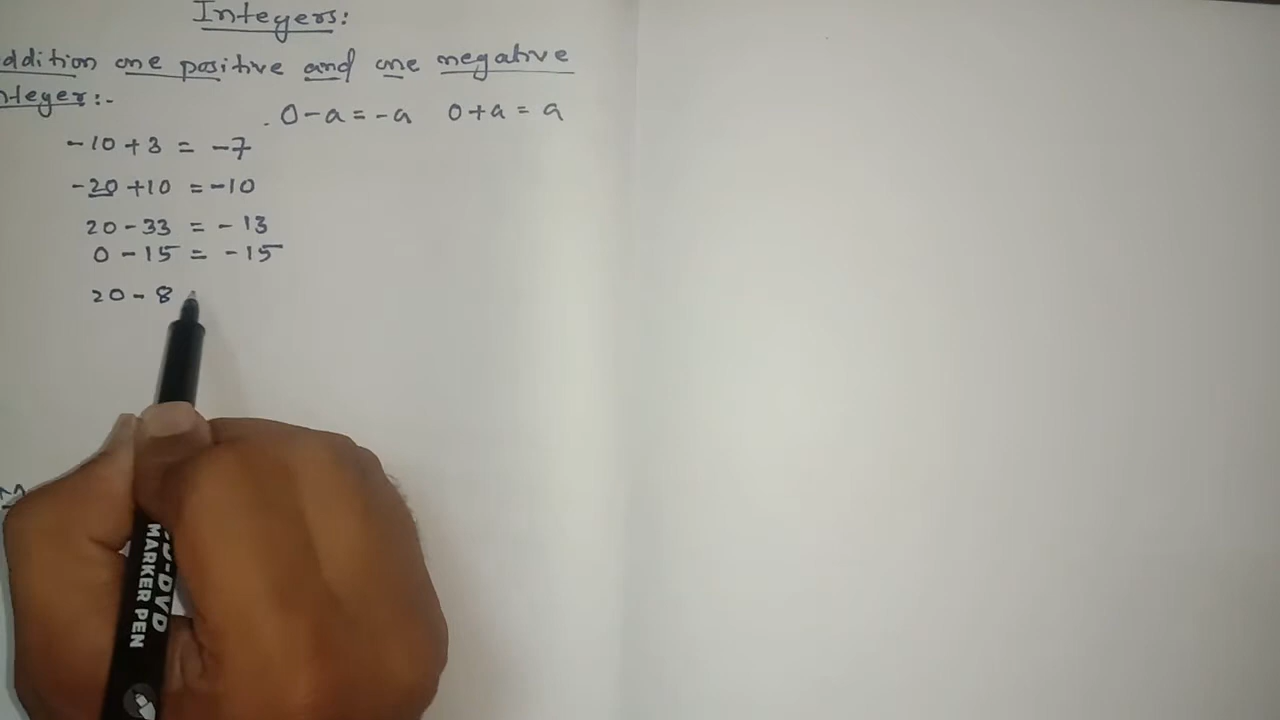 Integers:
ddition one positive and one negative
nteger:-
0-a=-a 0+a=a
-10+3 = -7
-20+10 =-10
20-33 = -13
0-15 = -15
20-8
D-DVD
MARKER PEN